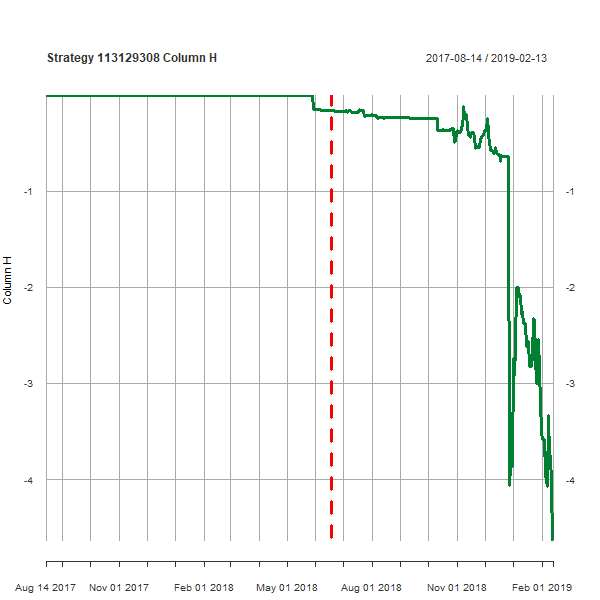 Strategy 113129308 Column H
2017-08-14 / 2019-02-13
-1 -1
-2 -2
-3 -3
-4 -4
Column H
Aug 14 2017 Nov 01 2017 Feb 01 2018 May 01 2018 Aug 01 2018 Nov 01 2018 Feb 01 2019